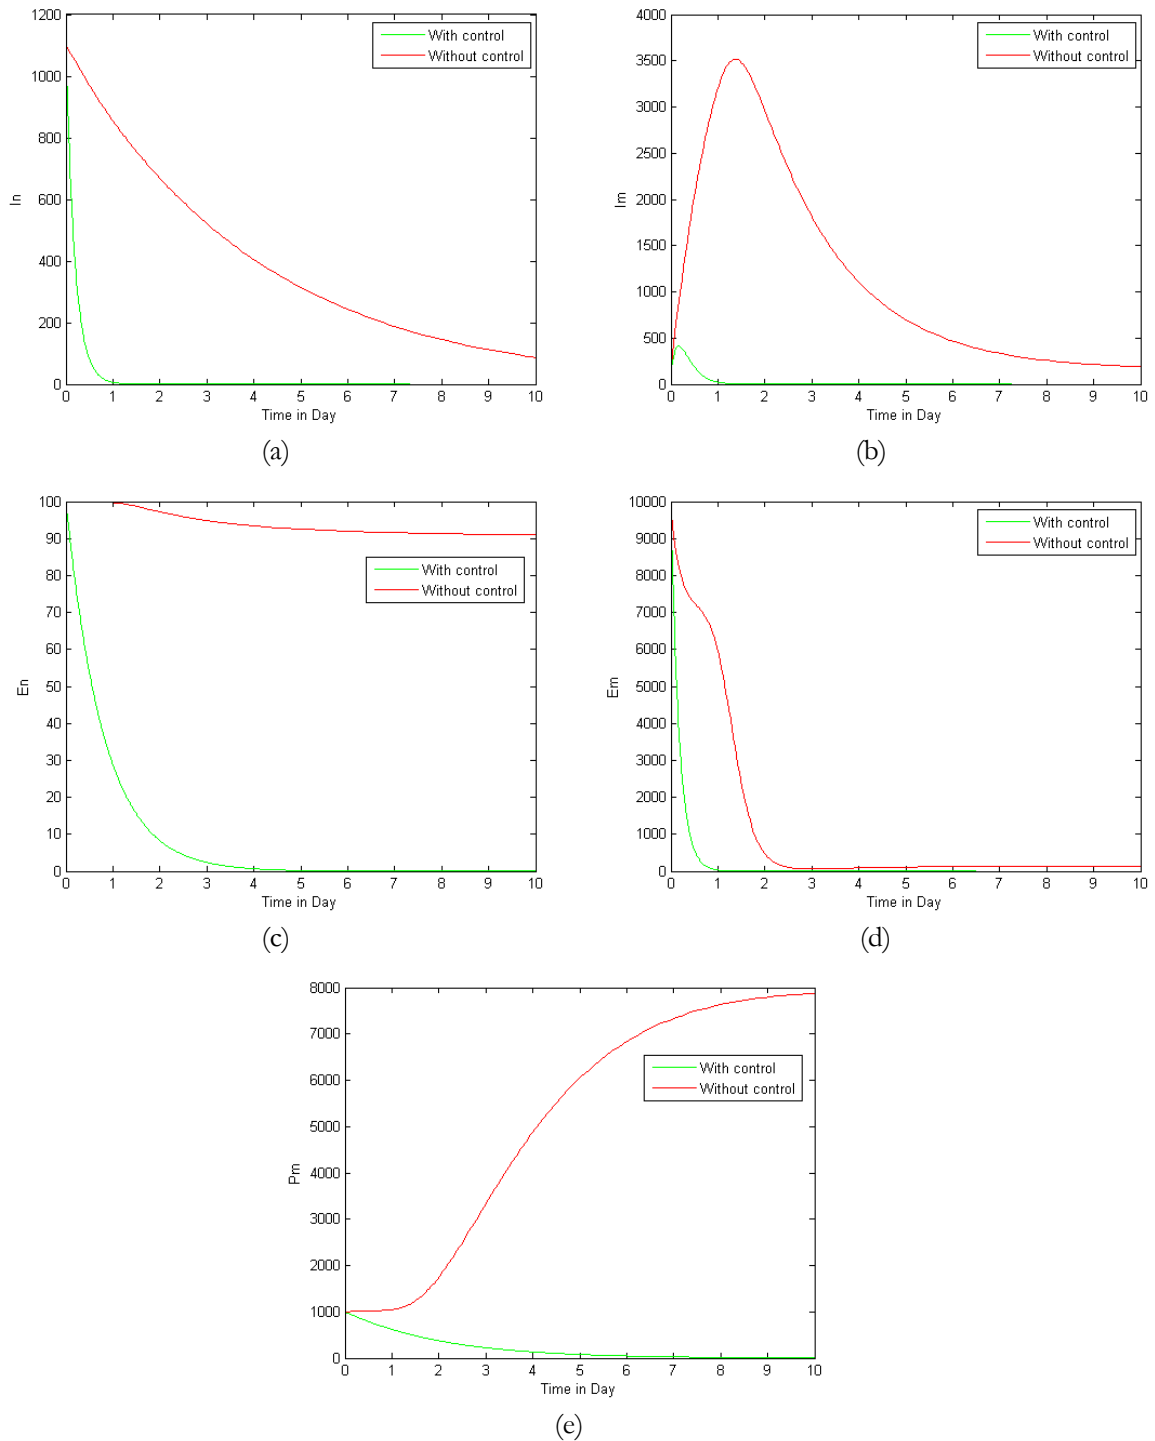 1200
1000
800
600
400
200
0
In
With control
Without control
0 1 2 3 4 5 6 7 8 9 10
Time in Day
(a)
4000
3500
3000
2500
2000
1500
1000
500
0
Im
With control
Without control
0 1 2 3 4 5 6 7 8 9 10
Time in Day
(b)
100
90
80
70
60
50
40
30
20
10
0
En
With control
Without control
0 1 2 3 4 5 6 7 8 9 10
Time in Day
(c)
10000
9000
8000
7000
6000
5000
4000
3000
2000
1000
0
Em
With control
Without control
0 1 2 3 4 5 6 7 8 9 10
Time in Day
(d)
8000
7000
6000
5000
4000
3000
2000
1000
0
Pm
With control
Without control
0 1 2 3 4 5 6 7 8 9 10
Time in Day
(e)